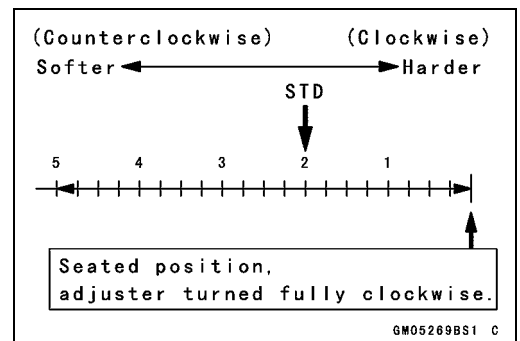 (Counterclockwise) (Clockwise)
Softer Harder
STD
5 4 3 2 1
Seated position,
adjuster turned fully clockwise.
GM05269BS1 C